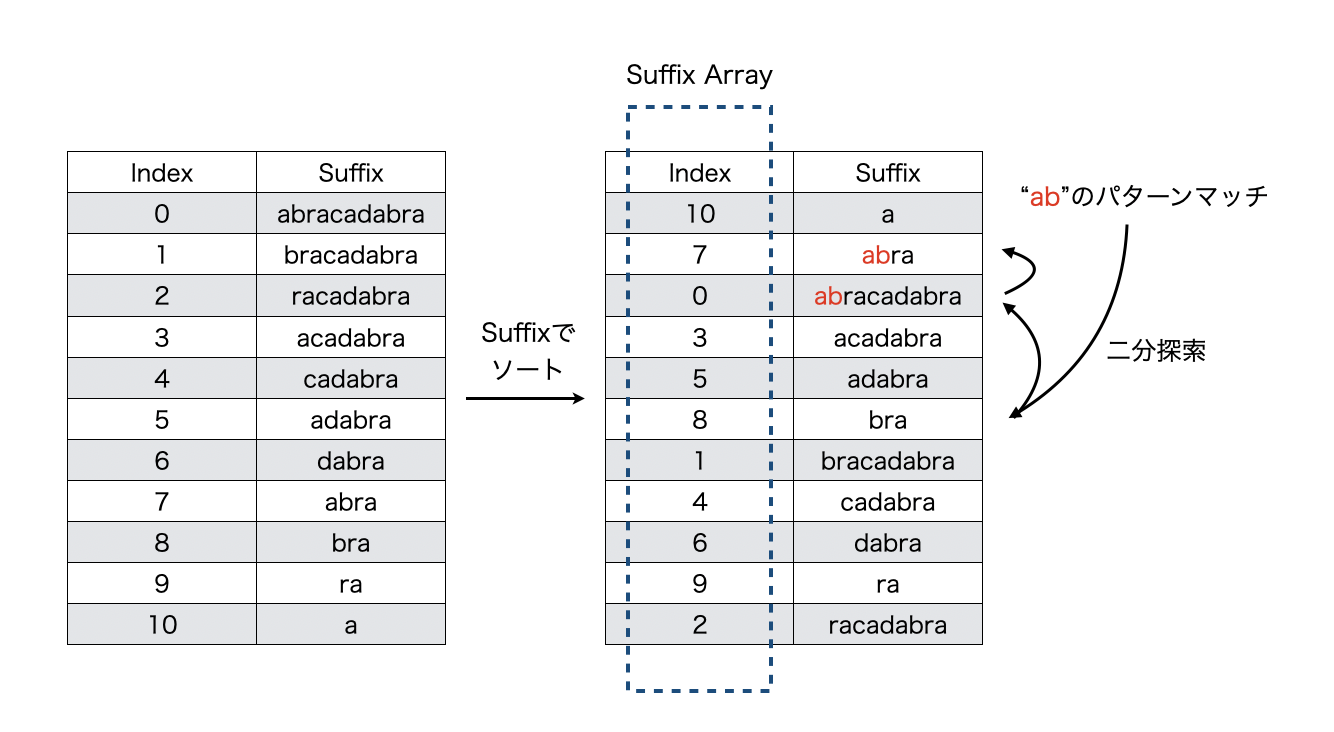 Suffix Array
Index Suffix
0 abracadabra
1 bracadabra
2 racadabra
3 acadabra
4 cadabra
5 adabra
6 dabra
7 abra
8 bra
9 ra
10 a
Suffixで
ソート
Index Suffix
10 a
7 abra
0 abracadabra
3 acadabra
5 adabra
8 bra
1 bracadabra
4 cadabra
6 dabra
9 ra
2 racadabra
“ab”のパターンマッチ
二分探索